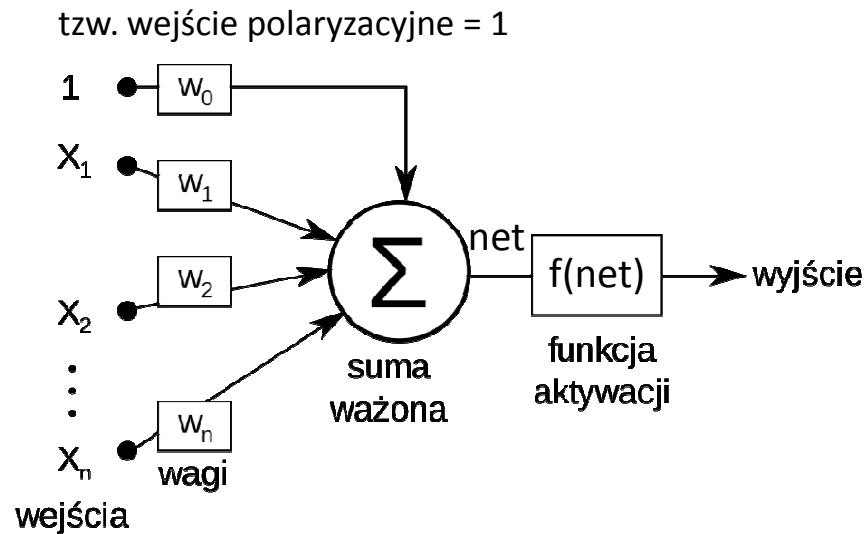 tzw. wejście polaryzacyjne = 1
1
w0
x1
w1
x2
w2
xn
wn
wejścia
wagi
Σ
suma
ważona
net
f(net)
funkcja
aktywacji
wyjście